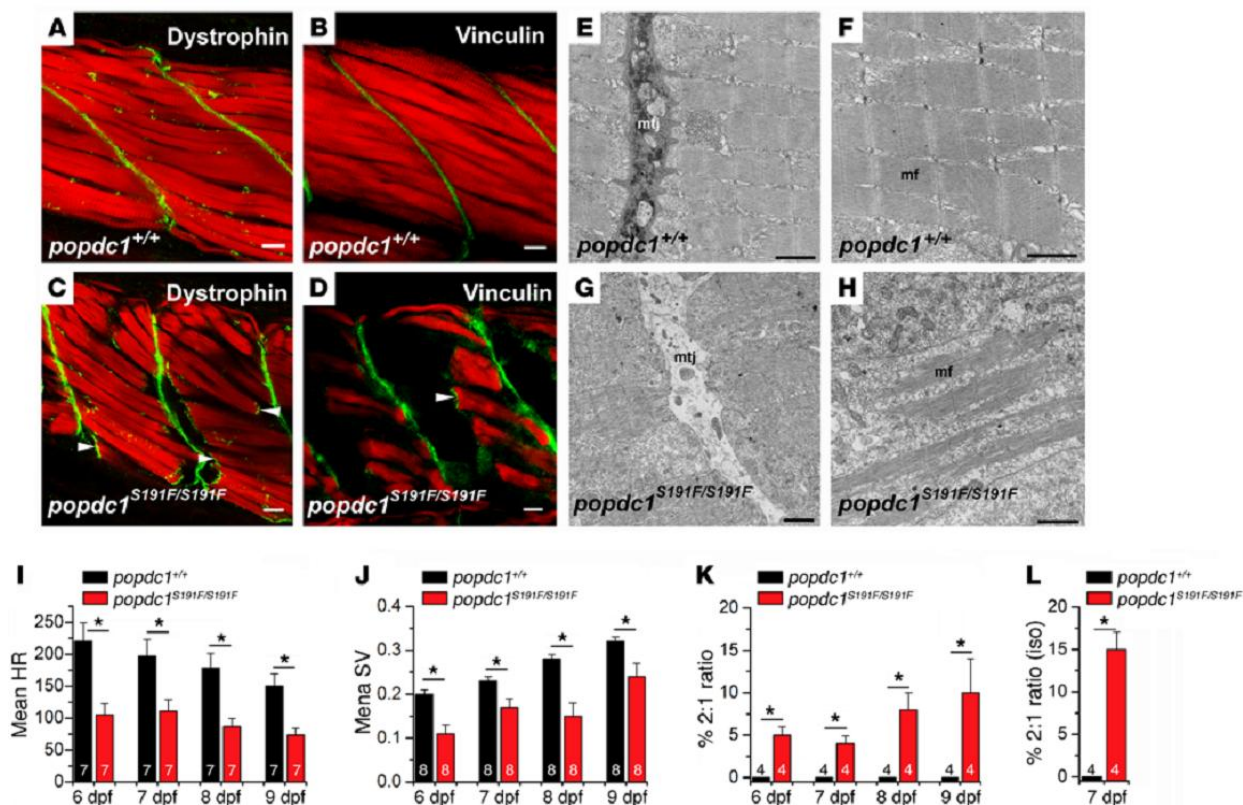 A Dystrophin
popdc1+/+
B Vinculin
popdc1+/+
E
mtj
popdc1+/+
F
mf
popdc1+/+
C Dystrophin
popdc1S191F/S191F
D Vinculin
popdc1S191F/S191F
G
mtj
popdc1S191F/S191F
H
mf
popdc1S191F/S191F
I
popdc1+/+
popdc1S191F/S191F
Mean HR
250
225
200
175
150
125
100
75
50
25
0
* * * *
7 7 7 7 7 7 7 7
6 dpf 7 dpf 8 dpf 9 dpf
J
popdc1+/+
popdc1S191F/S191F
Mena SV
0.4
0.3
0.2
0.1
0.0
* * * *
8 8 8 8 8 8 8 8
6 dpf 7 dpf 8 dpf 9 dpf
K
popdc1+/+
popdc1S191F/S191F
% 2:1 ratio
20
15
10
5
0
* * * *
4 4 4 4 4 4 4 4
6 dpf 7 dpf 8 dpf 9 dpf
L
popdc1+/+
popdc1S191F/S191F
% 2:1 ratio (iso)
20
15
10
5
0
*
4 4
7 dpf